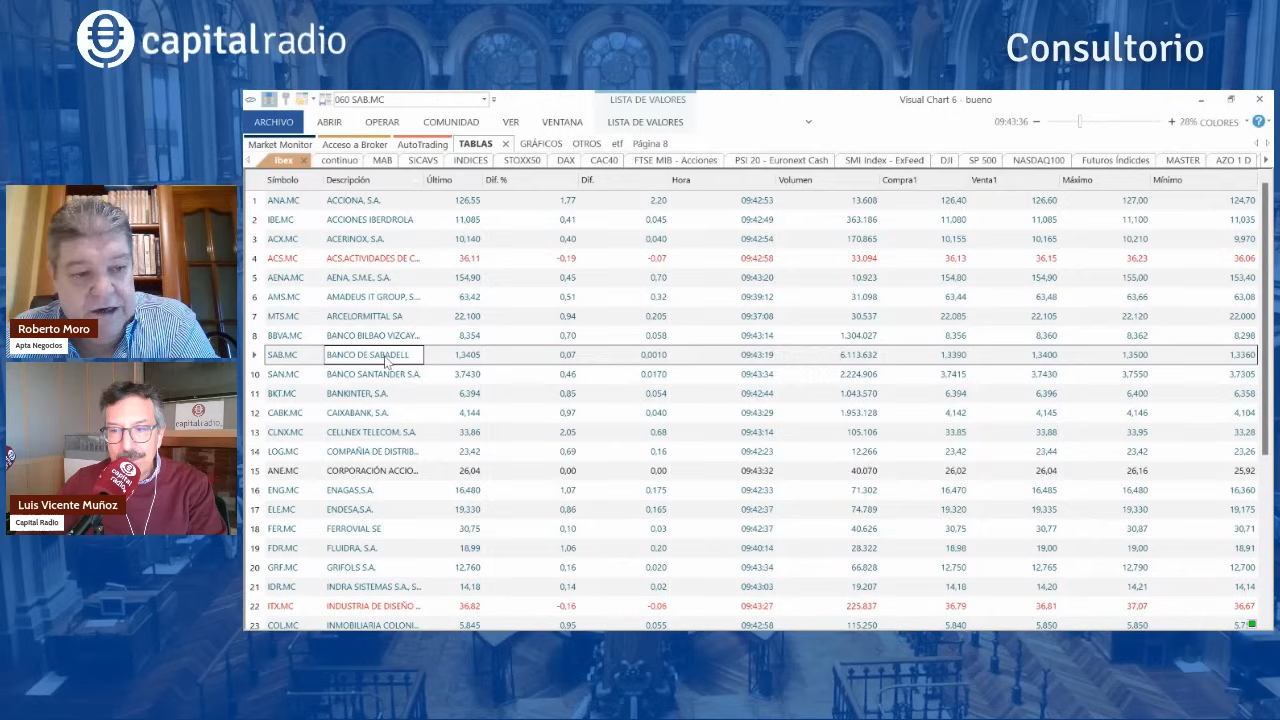 capitalradio
Consultorio
060 SAB.MC
LISTA DE VALORES
Visual Chart 6 - bueno
ARCHIVO ABRIR OPERAR COMUNIDAD VER VENTANA LISTA DE VALORES
09:43:36
28% COLORES
Market Monitor Acceso a Broker AutoTrading TABLAS GRÁFICOS OTROS etf Página 8
ibex continuo MAB SICAVS INDICES STOXX50 DAX CAC40 FTSE MIB - Acciones PSI 20 - Euronext Cash SMI Index - ExFeed DJI SP 500 NASDAQ100 Futuros Índicdes MASTER AZO 1 D
Símbolo Descripción Último Dif. % Dif. Hora Volumen Compra1 Venta1 Máximo Mínimo
1 ANA.MC ACCIONA, S.A. 126,55 1,77 2,20 09:42:53 13.608 126,40 126,60 127,00 124,70
2 IBE.MC ACCIONES IBERDROLA 11,085 0,41 0,045 09:42:49 363.186 11,080 11,085 11,100 11,035
3 ACX.MC ACERINOX, S.A. 10,140 0,40 0,040 09:42:54 170.865 10,155 10,165 10,210 9,970
4 ACS.MC ACS,ACTIVIDADES DE C... 36,11 -0,19 -0,07 09:42:58 33.094 36,13 36,15 36,23 36,06
5 AENA.MC AENA, S.M.E., S.A. 154,90 0,45 0,70 09:43:20 10.923 154,80 154,90 155,00 153,40
6 AMS.MC AMADEUS IT GROUP, S... 63,42 0,51 0,32 09:39:12 31.098 63,44 63,48 63,66 63,08
7 MTS.MC ARCELORMITTAL SA 22,100 0,94 0,205 09:37:08 30.537 22,085 22,105 22,120 22,000
8 BBVA.MC BANCO BILBAO VIZCAY... 8,354 0,70 0,058 09:43:14 1.304.027 8,356 8,360 8,362 8,298
SAB.MC BANCO DE SABADELL 1,3405 0,07 0,0010 09:43:19 6.113.632 1,3390 1,3400 1,3500 1,3360
10 SAN.MC BANCO SANTANDER S.A. 3,7430 0,46 0,0170 09:43:34 2.224.906 3,7415 3,7430 3,7550 3,7305
11 BKT.MC BANKINTER, S.A. 6,394 0,85 0,054 09:42:44 1.043.570 6,394 6,396 6,400 6,358
12 CABK.MC CAIXABANK, S.A. 4,144 0,97 0,040 09:43:29 1.953.128 4,142 4,145 4,146 4,104
13 CLNX.MC CELLNEX TELECOM, S.A. 33,86 2,05 0,68 09:43:14 105.106 33,85 33,88 33,95 33,28
14 LOG.MC COMPAÑIA DE DISTRIB... 23,42 0,69 0,16 09:42:23 12.266 23,42 23,44 23,42 23,26
15 ANE.MC CORPORACIÓN ACCIO... 26,04 0,00 0,00 09:43:32 40.070 26,02 26,04 26,16 25,92
16 ENG.MC ENAGAS,S.A. 16,480 1,07 0,175 09:42:33 71.302 16,470 16,485 16,480 16,360
17 ELE.MC ENDESA,S.A. 19,330 0,86 0,165 09:42:37 74.789 19,320 19,335 19,330 19,175
18 FER.MC FERROVIAL SE 30,75 0,10 0,03 09:42:37 40.626 30,75 30,77 30,87 30,71
19 FDR.MC FLUIDRA, S.A. 18,99 1,06 0,20 09:40:14 28.322 18,98 19,00 19,01 18,91
20 GRF.MC GRIFOLS S.A. 12,760 0,16 0,020 09:43:34 66.828 12,750 12,765 12,790 12,700
21 IDR.MC INDRA SISTEMAS S.A., S... 14,18 0,14 0,02 09:43:03 19.207 14,18 14,20 14,21 14,14
22 ITX.MC INDUSTRIA DE DISEÑO ... 36,82 -0,16 -0,06 09:43:27 225.837 36,79 36,81 37,07 36,67
23 COL.MC INMOBILIARIA COLONI... 5,845 0,95 0,055 09:42:58 115.250 5,840 5,850 5,850
Roberto Moro
Apta Negocios
capitalradio
capital radio
Luis Vicente Muñoz
Capital Radio